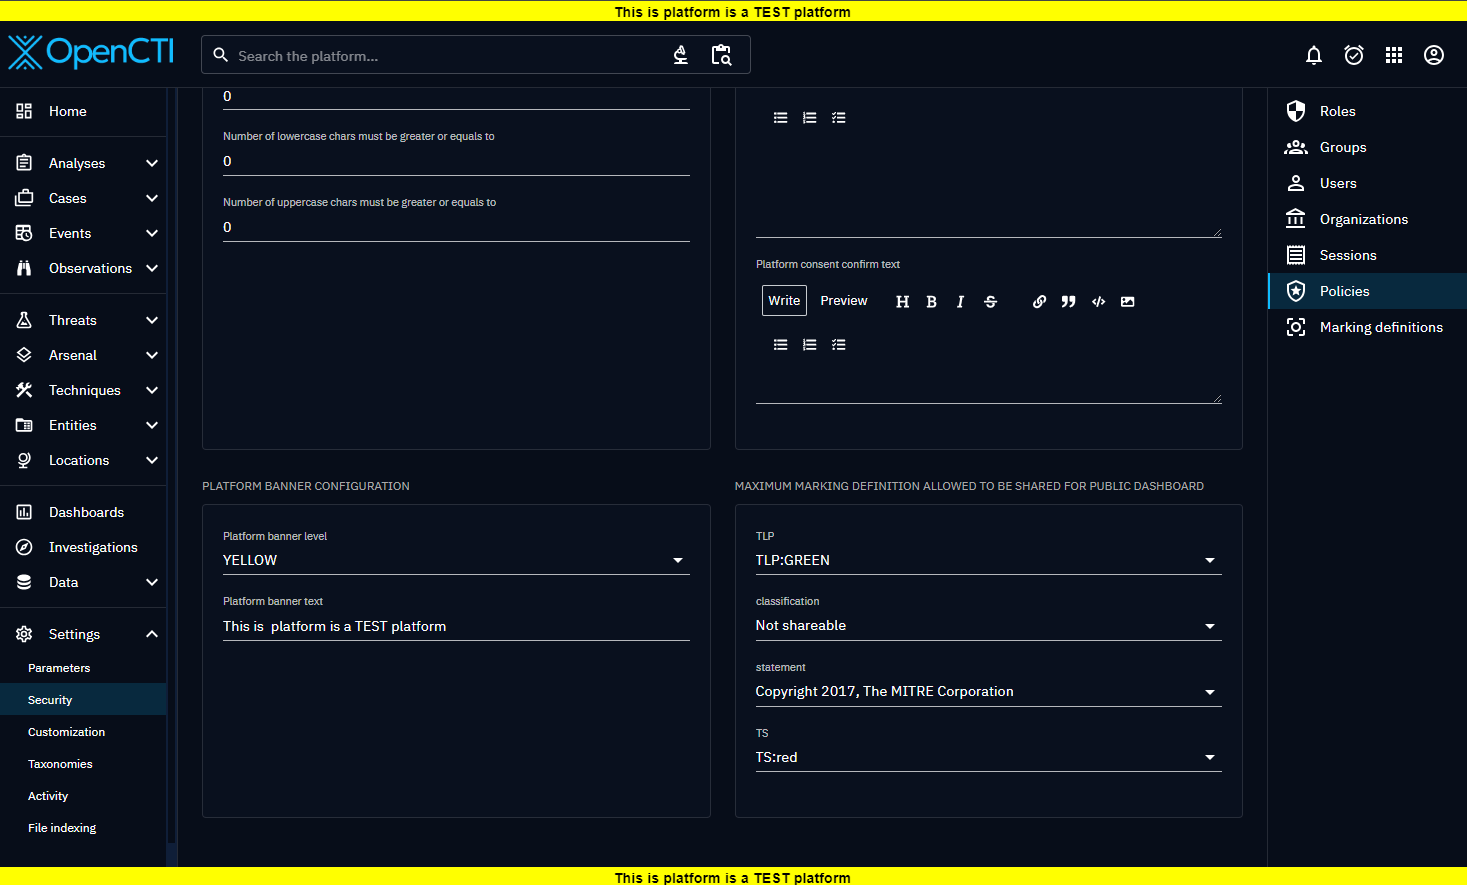 This is platform is a TEST platform
OpenCTI
Search the platform...
Home
Analyses
Cases
Events
Observations
Threats
Arsenal
Techniques
Entities
Locations
Dashboards
Investigations
Data
Settings
Parameters
Security
Customization
Taxonomies
Activity
File indexing
0
Number of lowercase chars must be greater or equals to
0
Number of uppercase chars must be greater or equals to
0
Platform consent confirm text
Write Preview H B I S
PLATFORM BANNER CONFIGURATION
Platform banner level
YELLOW
Platform banner text
This is  platform is a TEST platform
MAXIMUM MARKING DEFINITION ALLOWED TO BE SHARED FOR PUBLIC DASHBOARD
TLP
TLP:GREEN
classification
Not shareable
statement
Copyright 2017, The MITRE Corporation
TS
TS:red
Roles
Groups
Users
Organizations
Sessions
Policies
Marking definitions
This is platform is a TEST platform